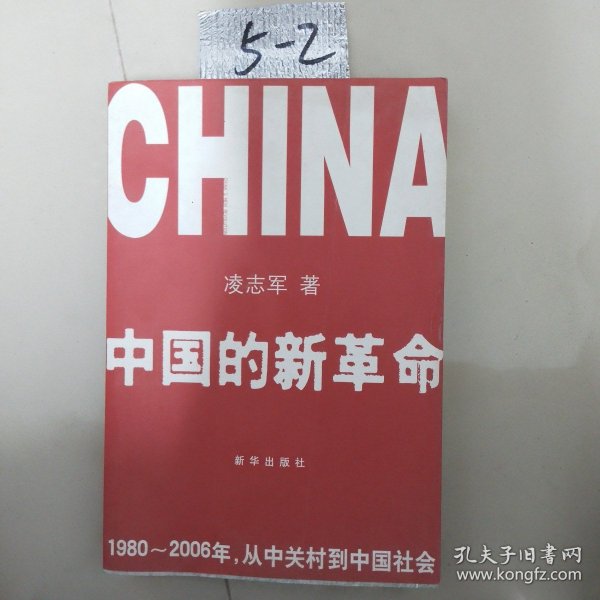 5-2
CHINA
凌志军 著
中国的新革命
新华出版社
1980～2006年,从中关村到中国社会
孔夫子旧书网
www.kongfz.com